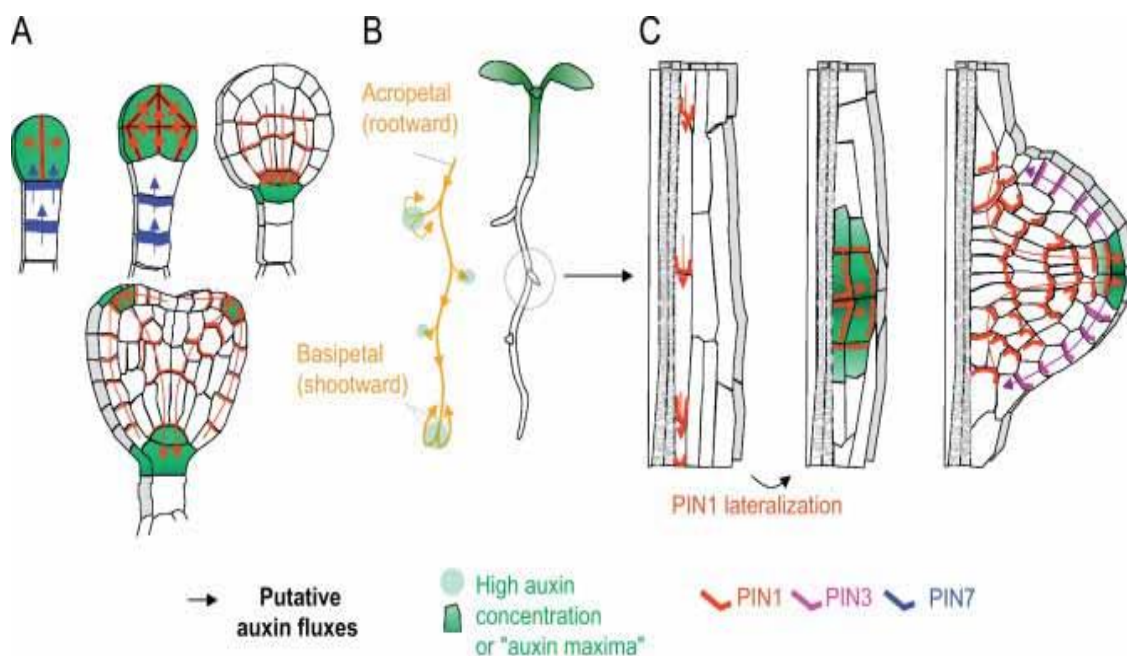 A
B
C
Acropetal
(rootward)
Basipetal
(shootward)
PIN1 lateralization
Putative
auxin fluxes
High auxin
concentration
or "auxin maxima"
PIN1
PIN3
PIN7